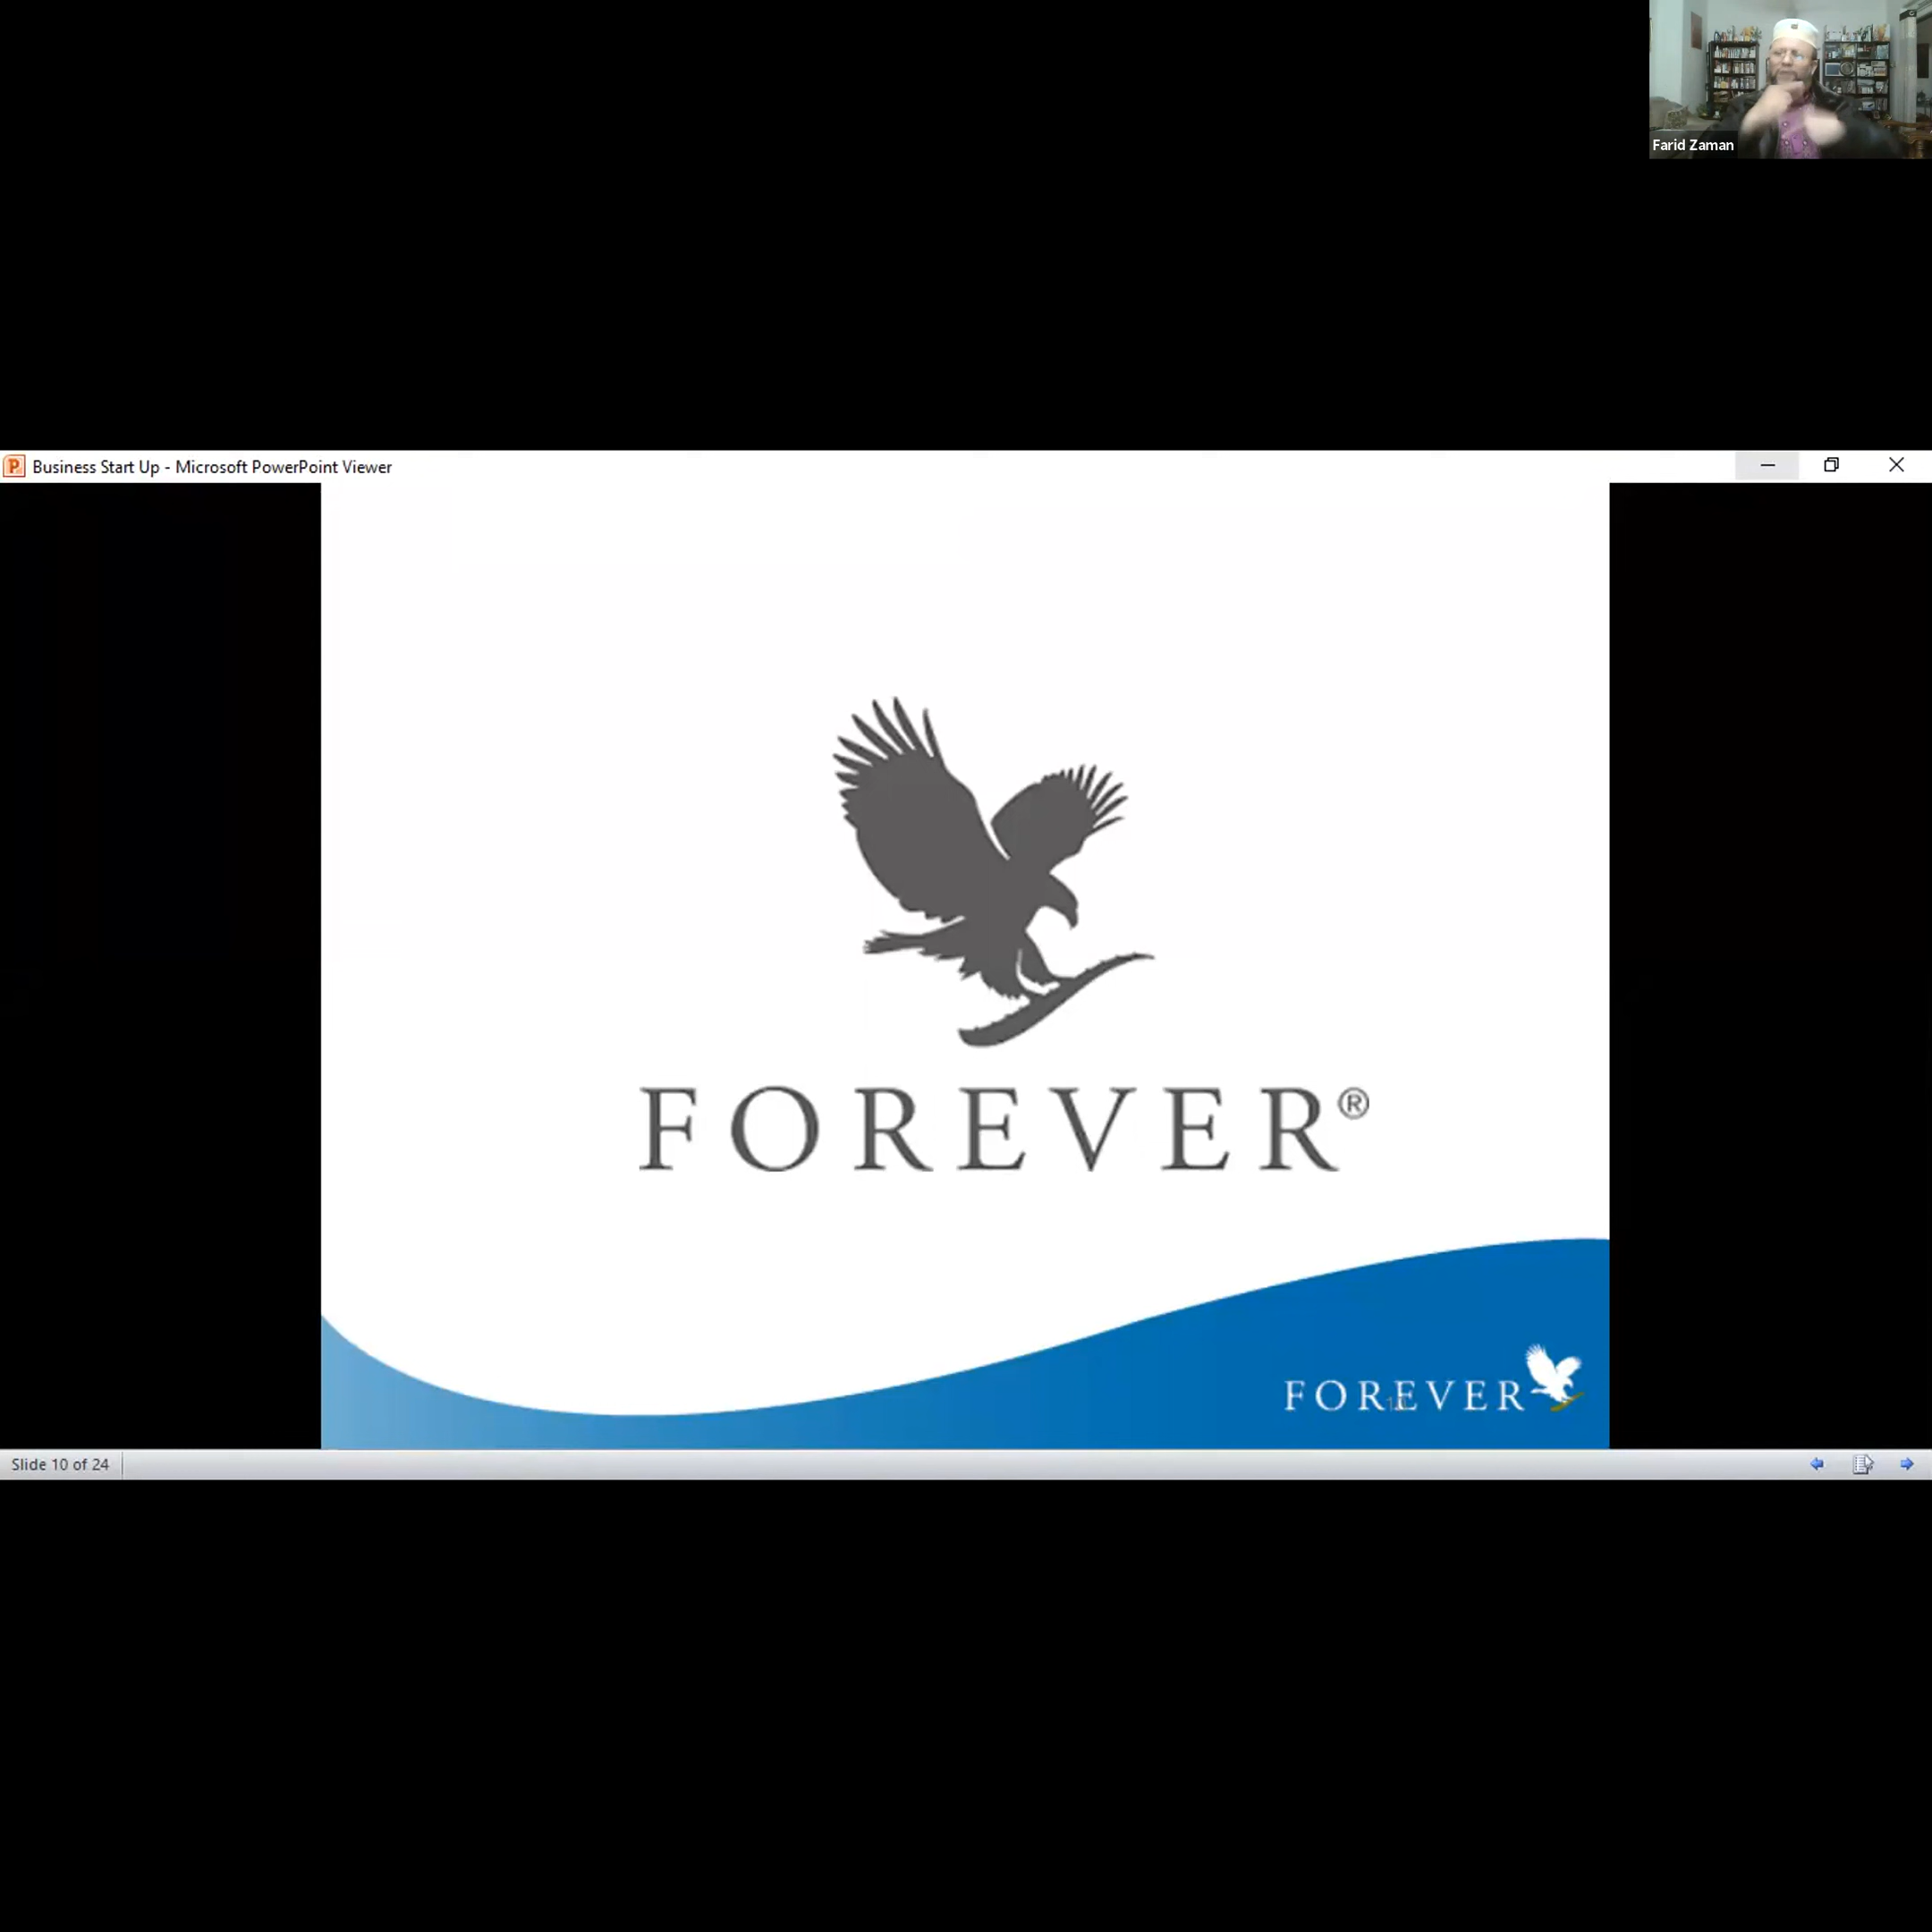 Farid Zaman
Business Start Up - Microsoft PowerPoint Viewer
FOREVER®
FOREVER
Slide 10 of 24